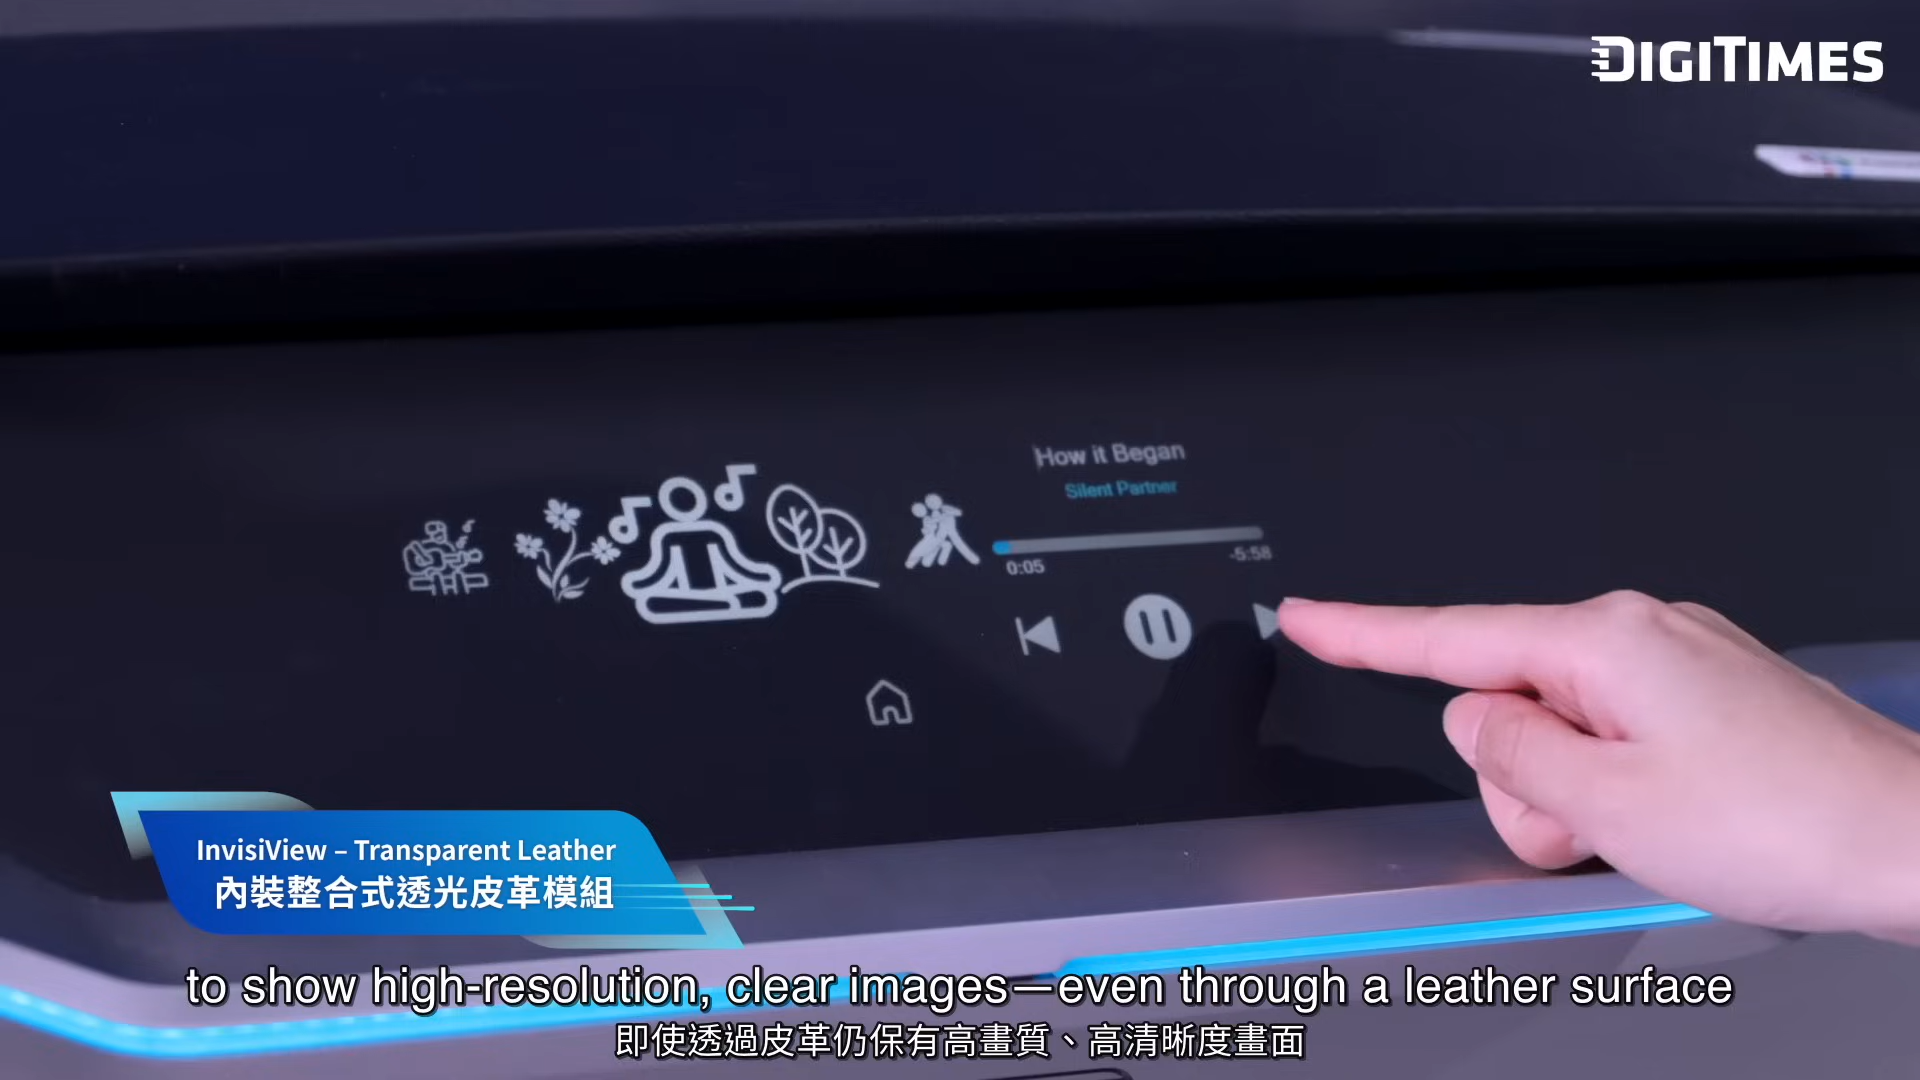 DIGITIMES
How it Began
Silent Partner
0:05
-5:58
InvisiView – Transparent Leather
內裝整合式透光皮革模組
to show high-resolution, clear images—even through a leather surface
即使透過皮革仍保有高畫質、高清晰度畫面